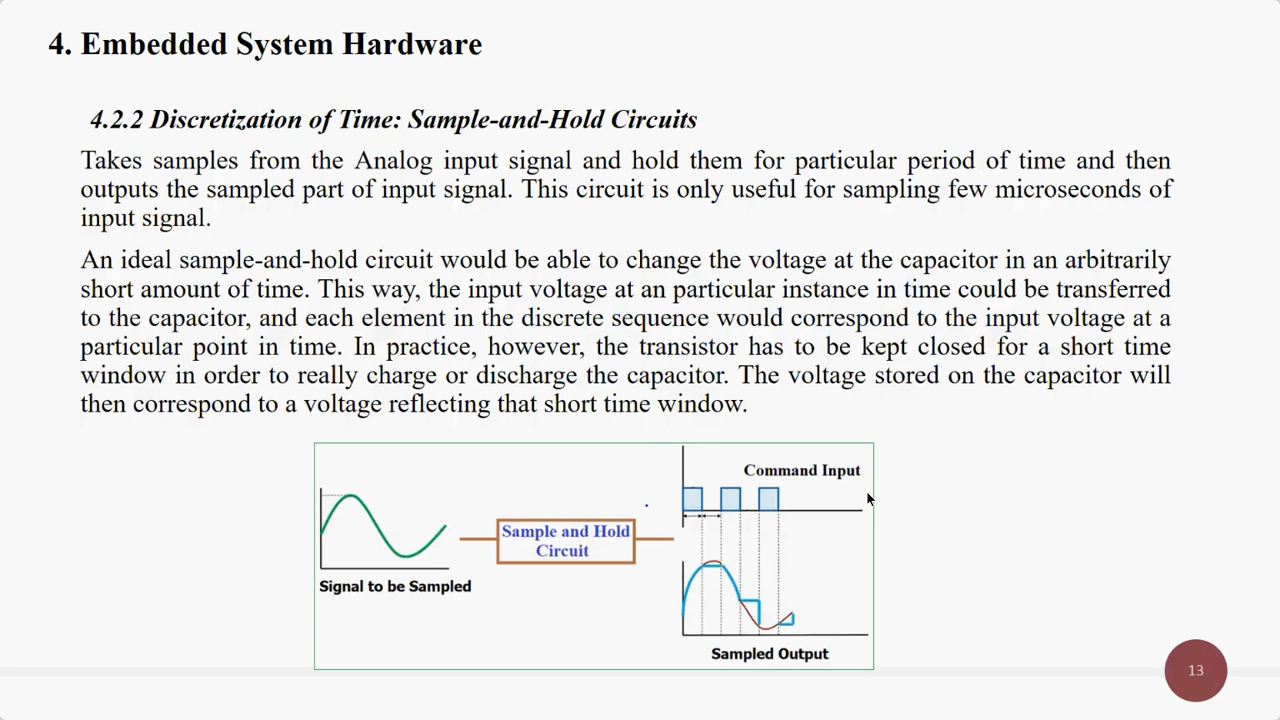 4. Embedded System Hardware
4.2.2 Discretization of Time: Sample-and-Hold Circuits
Takes samples from the Analog input signal and hold them for particular period of time and then
outputs the sampled part of input signal. This circuit is only useful for sampling few microseconds of
input signal.
An ideal sample-and-hold circuit would be able to change the voltage at the capacitor in an arbitrarily
short amount of time. This way, the input voltage at an particular instance in time could be transferred
to the capacitor, and each element in the discrete sequence would correspond to the input voltage at a
particular point in time. In practice, however, the transistor has to be kept closed for a short time
window in order to really charge or discharge the capacitor. The voltage stored on the capacitor will
then correspond to a voltage reflecting that short time window.
Command Input
Sample and Hold
Circuit
Signal to be Sampled
Sampled Output
13